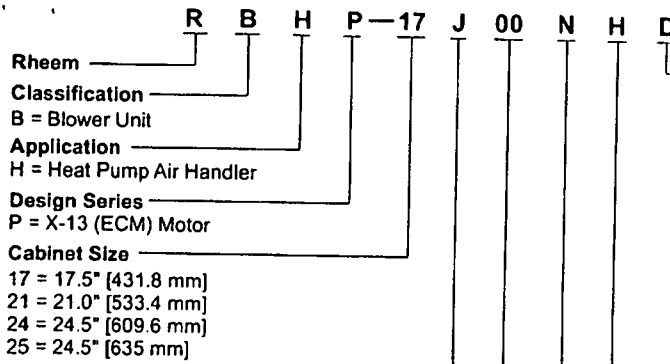 R B H P — 17 J 00 N H D
Rheem
Classification
B = Blower Unit
Application
H = Heat Pump Air Handler
Design Series
P = X-13 (ECM) Motor
Cabinet Size
17 = 17.5" [431.8 mm]
21 = 21.0" [533.4 mm]
24 = 24.5" [609.6 mm]
25 = 24.5" [635 mm]